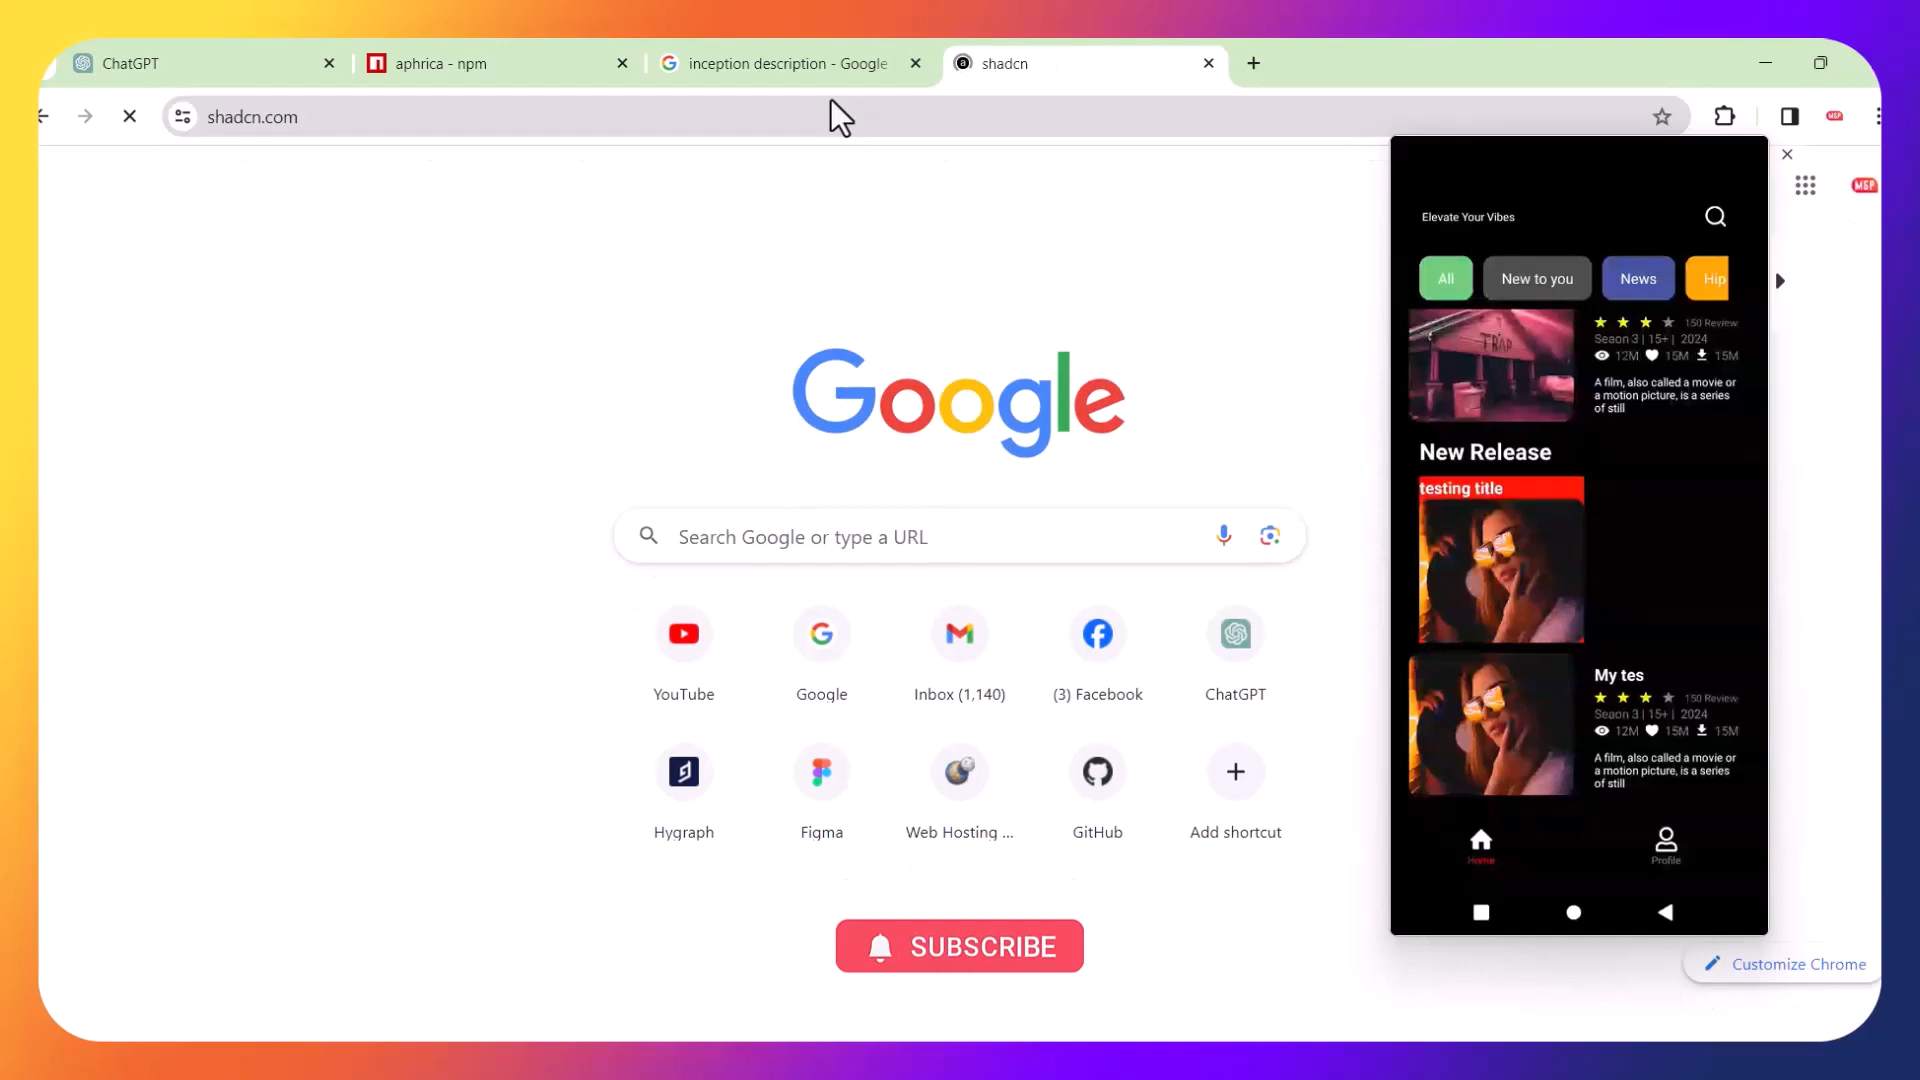 ChatGPT
aphrica - npm
inception description - Google
shadcn
shadcn.com
MSP
MSP
Google
Search Google or type a URL
YouTube
Google
Inbox (1,140)
(3) Facebook
ChatGPT
Hygraph
Figma
Web Hosting ...
GitHub
Add shortcut
SUBSCRIBE
Customize Chrome
Elevate Your Vibes
All
New to you
News
Hip
TRAP
150 Review
Seaon 3 | 15+ | 2024
12M 15M 15M
A film, also called a movie or
a motion picture, is a series
of still
New Release
testing title
My tes
150 Review
Seaon 3 | 15+ | 2024
12M 15M 15M
A film, also called a movie or
a motion picture, is a series
of still
Home
Profile